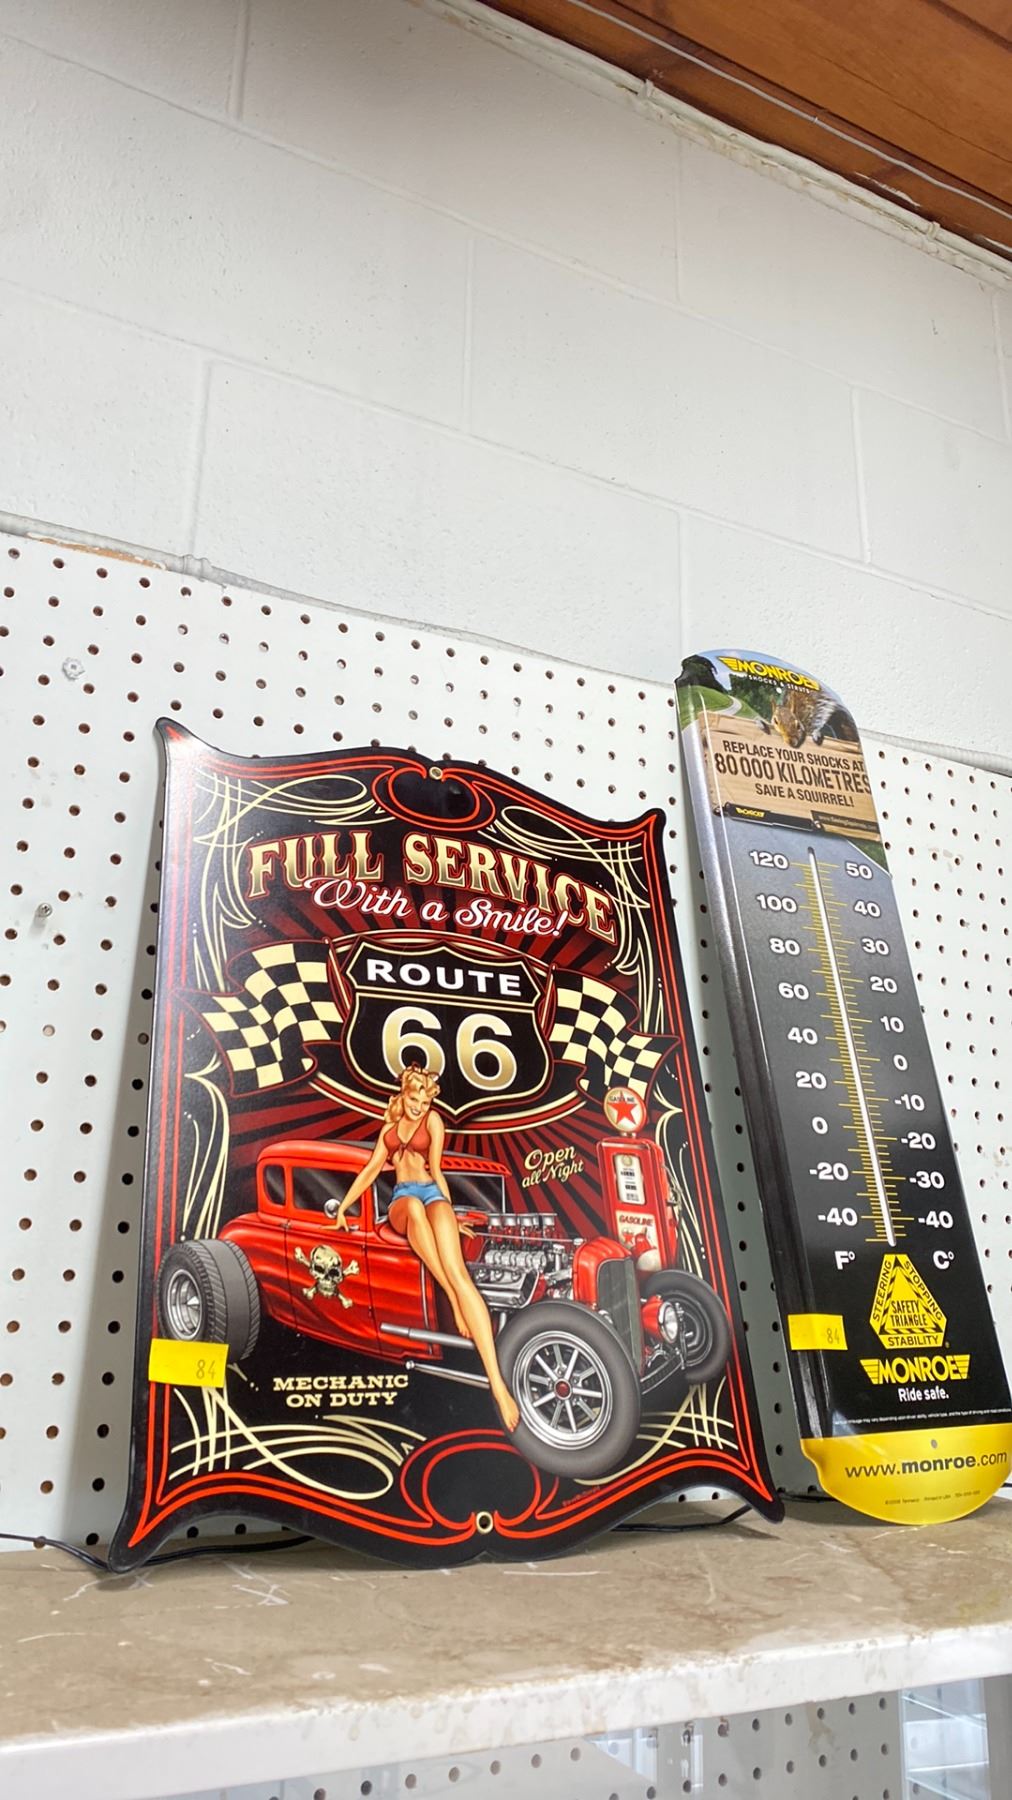 FULL SERVICE
With a Smile!
ROUTE
66
Open
all Night
GASOLINE
MECHANIC
ON DUTY
84
MONROE
SHOCKS & STRUTS
REPLACE YOUR SHOCKS AT
80 000 KILOMETRES
SAVE A SQUIRREL!
120 50
100 40
80 30
60 20
40 10
20 0
0 -10
-20 -20
-40 -30
-40
F° C°
STEERING
STOPPING
SAFETY
TRIANGLE
STABILITY
84
MONROE
Ride safe.
www.monroe.com